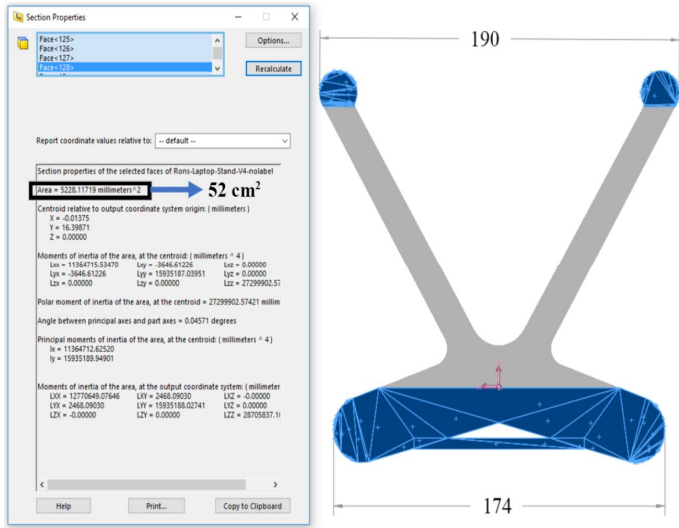 Section Properties
Face<125>
Face<126>
Face<127>
Face<128>
Options...
Recalculate
Report coordinate values relative to: -- default --
Section properties of the selected faces of Rons-Laptop-Stand-V4-nolabel
Area = 5228.11719 millimeters^2
52 cm²
Centroid relative to output coordinate system origin: ( millimeters )
X = -0.01375
Y = 16.39871
Z = 0.00000
Moments of inertia of the area, at the centroid: ( millimeters ^ 4 )
Lxx = 11364715.53470 Lxy = -3646.61226 Lxz = 0.00000
Lyx = -3646.61226 Lyy = 15935187.03951 Lyz = 0.00000
Lzx = 0.00000 Lzy = 0.00000 Lzz = 27299902.57
Polar moment of inertia of the area, at the centroid = 27299902.57421 millim
Angle between principal axes and part axes = 0.04571 degrees
Principal moments of inertia of the area, at the centroid: ( millimeters ^ 4 )
Ix = 11364712.62520
Iy = 15935189.94901
Moments of inertia of the area, at the output coordinate system: ( millimeter
LXX = 12770649.07646 LXY = 2468.09030 LXZ = -0.00000
LYX = 2468.09030 LYY = 15935188.02741 LYZ = 0.00000
LZX = -0.00000 LZY = 0.00000 LZZ = 28705837.10
Help
Print...
Copy to Clipboard
190
174